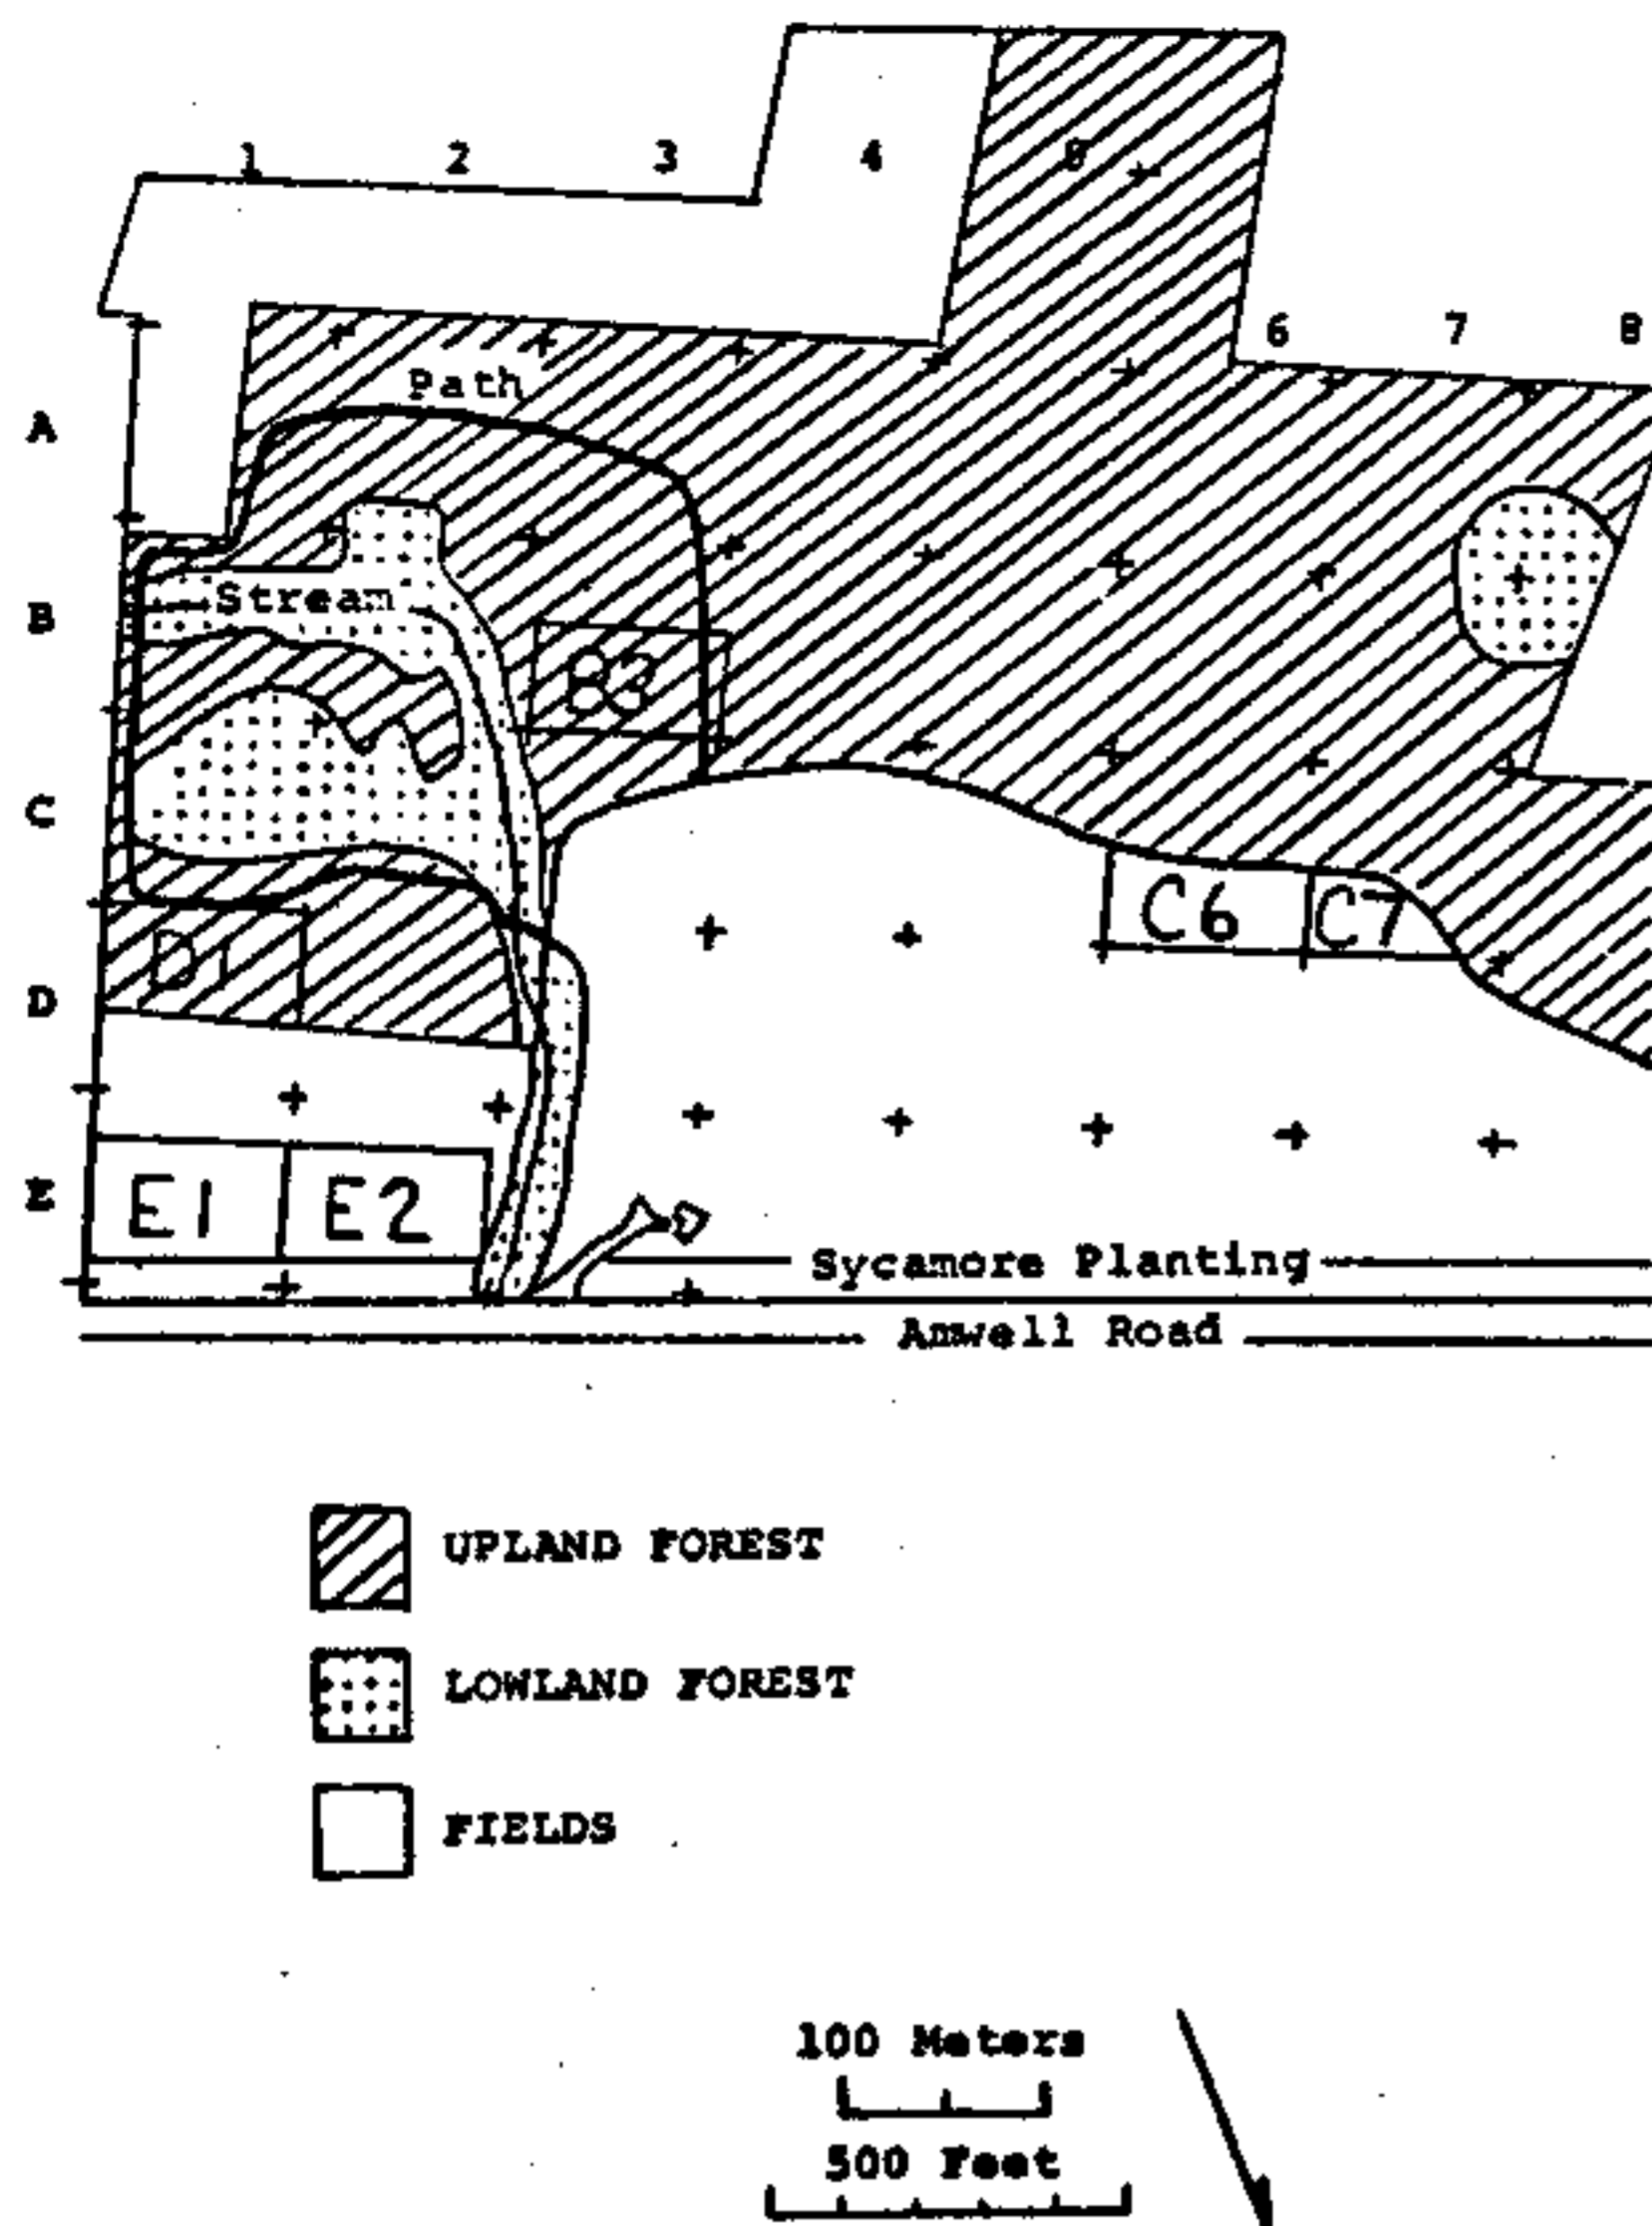 1 2 3 4 5
6 7 8
A
Path
B
Stream
B3
C
C6 C7
D1
D
E
E1 E2
Sycamore Planting
Amwell Road
UPLAND FOREST
LOWLAND FOREST
FIELDS
100 Meters
500 Feet